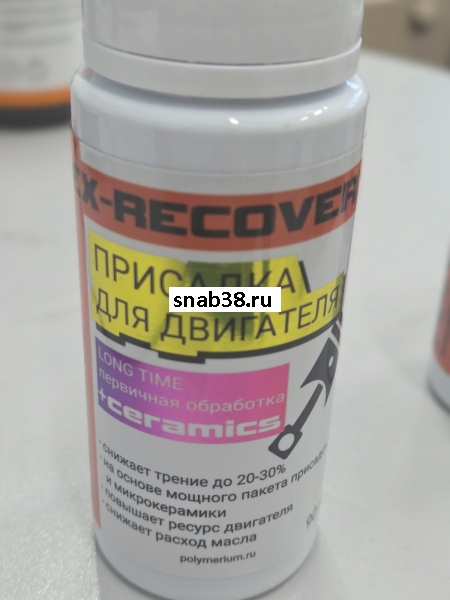 EX-RECOVER
ПРИСАДКА
snab38.ru
ДЛЯ ДВИГАТЕЛЯ
LONG TIME
первичная обработка
+ceramics
- снижает трение до 20-30%
- на основе мощного пакета присадок
и микрокерамики
- повышает ресурс двигателя
- снижает расход масла
polymerium.ru